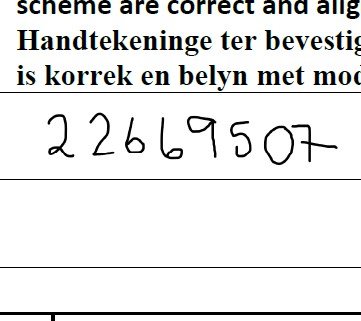 scheme are correct and alig
Handtekeninge ter bevestig
is korrek en belyn met mod
22669507